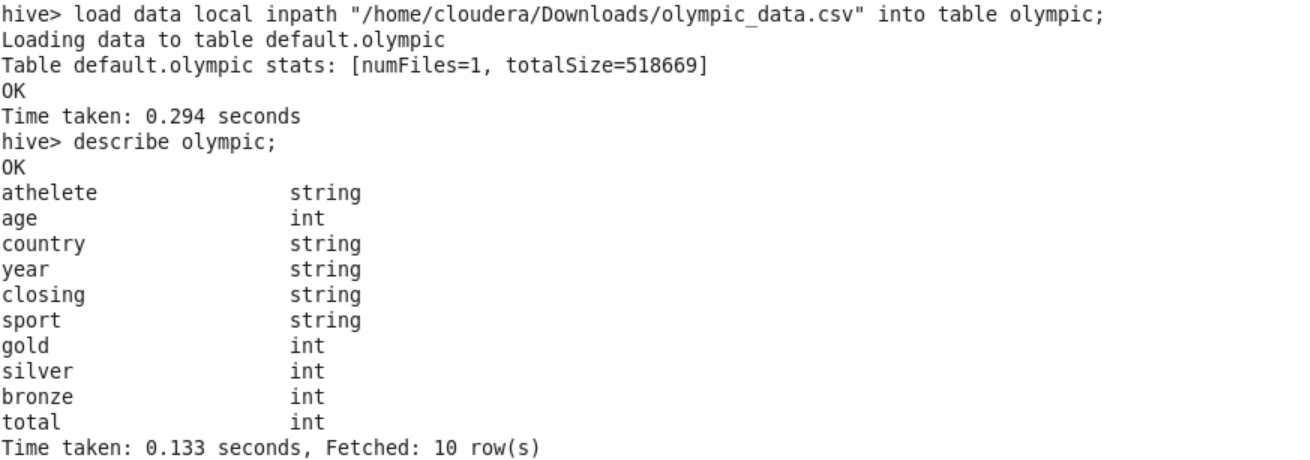 hive> load data local inpath "/home/cloudera/Downloads/olympic_data.csv" into table olympic;
Loading data to table default.olympic
Table default.olympic stats: [numFiles=1, totalSize=518669]
OK
Time taken: 0.294 seconds
hive> describe olympic;
OK
athelete                string
age                     int
country                 string
year                    string
closing                 string
sport                   string
gold                    int
silver                  int
bronze                  int
total                   int
Time taken: 0.133 seconds, Fetched: 10 row(s)